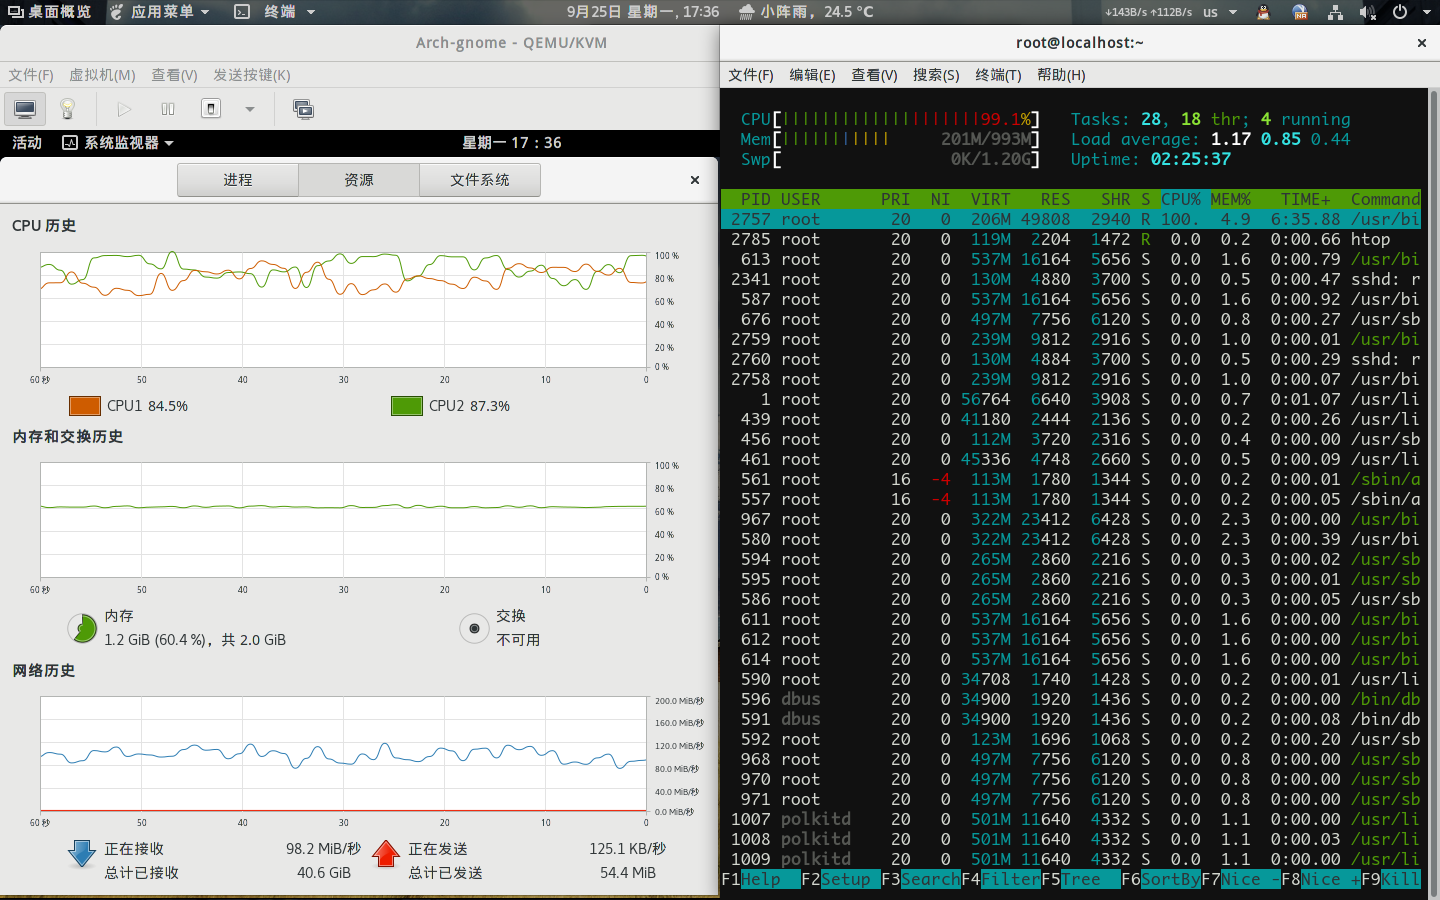 桌面概览 应用菜单 终端 9月25日 星期一, 17:36 小阵雨，24.5 °C ↓143B/s ↑112B/s us
Arch-gnome - QEMU/KVM
文件(F) 虚拟机(M) 查看(V) 发送按键(K)
活动 系统监视器 星期一 17：36
进程 资源 文件系统
CPU 历史
100 %
80 %
60 %
40 %
20 %
0 %
60 秒 50 40 30 20 10 0
CPU1 84.5% CPU2 87.3%
内存和交换历史
100 %
80 %
60 %
40 %
20 %
0 %
60 秒 50 40 30 20 10 0
内存 交换
1.2 GiB (60.4 %)，共 2.0 GiB 不可用
网络历史
200.0 MiB/秒
160.0 MiB/秒
120.0 MiB/秒
80.0 MiB/秒
40.0 MiB/秒
0.0 MiB/秒
60 秒 50 40 30 20 10 0
正在接收 98.2 MiB/秒 正在发送 125.1 KB/秒
总计已接收 40.6 GiB 总计已发送 54.4 MiB
root@localhost:~
文件(F) 编辑(E) 查看(V) 搜索(S) 终端(T) 帮助(H)
CPU[||||||||||||||||||||99.1%] Tasks: 28, 18 thr; 4 running
Mem[||||||||||| 201M/993M] Load average: 1.17 0.85 0.44
Swp[ 0K/1.20G] Uptime: 02:25:37
PID USER PRI NI VIRT RES SHR S CPU% MEM% TIME+ Command
2757 root 20 0 206M 49808 2940 R 100. 4.9 6:35.88 /usr/bi
2785 root 20 0 119M 2204 1472 R 0.0 0.2 0:00.66 htop
613 root 20 0 537M 16164 5656 S 0.0 1.6 0:00.79 /usr/bi
2341 root 20 0 130M 4880 3700 S 0.0 0.5 0:00.47 sshd: r
587 root 20 0 537M 16164 5656 S 0.0 1.6 0:00.92 /usr/bi
676 root 20 0 497M 7756 6120 S 0.0 0.8 0:00.27 /usr/sb
2759 root 20 0 239M 9812 2916 S 0.0 1.0 0:00.01 /usr/bi
2760 root 20 0 130M 4884 3700 S 0.0 0.5 0:00.29 sshd: r
2758 root 20 0 239M 9812 2916 S 0.0 1.0 0:00.07 /usr/bi
1 root 20 0 56764 6640 3908 S 0.0 0.7 0:01.07 /usr/li
439 root 20 0 41180 2444 2136 S 0.0 0.2 0:00.26 /usr/li
456 root 20 0 112M 3720 2316 S 0.0 0.4 0:00.00 /usr/sb
461 root 20 0 45336 4748 2660 S 0.0 0.5 0:00.09 /usr/li
561 root 16 -4 113M 1780 1344 S 0.0 0.2 0:00.01 /sbin/a
557 root 16 -4 113M 1780 1344 S 0.0 0.2 0:00.05 /sbin/a
967 root 20 0 322M 23412 6428 S 0.0 2.3 0:00.00 /usr/bi
580 root 20 0 322M 23412 6428 S 0.0 2.3 0:00.39 /usr/bi
594 root 20 0 265M 2860 2216 S 0.0 0.3 0:00.02 /usr/sb
595 root 20 0 265M 2860 2216 S 0.0 0.3 0:00.01 /usr/sb
586 root 20 0 265M 2860 2216 S 0.0 0.3 0:00.05 /usr/sb
611 root 20 0 537M 16164 5656 S 0.0 1.6 0:00.00 /usr/bi
612 root 20 0 537M 16164 5656 S 0.0 1.6 0:00.00 /usr/bi
614 root 20 0 537M 16164 5656 S 0.0 1.6 0:00.00 /usr/bi
590 root 20 0 34708 1740 1428 S 0.0 0.2 0:00.01 /usr/li
596 dbus 20 0 34900 1920 1436 S 0.0 0.2 0:00.00 /bin/db
591 dbus 20 0 34900 1920 1436 S 0.0 0.2 0:00.08 /bin/db
592 root 20 0 123M 1696 1068 S 0.0 0.2 0:00.20 /usr/sb
968 root 20 0 497M 7756 6120 S 0.0 0.8 0:00.00 /usr/sb
970 root 20 0 497M 7756 6120 S 0.0 0.8 0:00.00 /usr/sb
971 root 20 0 497M 7756 6120 S 0.0 0.8 0:00.00 /usr/sb
1007 polkitd 20 0 501M 11640 4332 S 0.0 1.1 0:00.00 /usr/li
1008 polkitd 20 0 501M 11640 4332 S 0.0 1.1 0:00.03 /usr/li
1009 polkitd 20 0 501M 11640 4332 S 0.0 1.1 0:00.00 /usr/li
F1Help F2Setup F3SearchF4FilterF5Tree F6SortByF7Nice -F8Nice +F9Kill